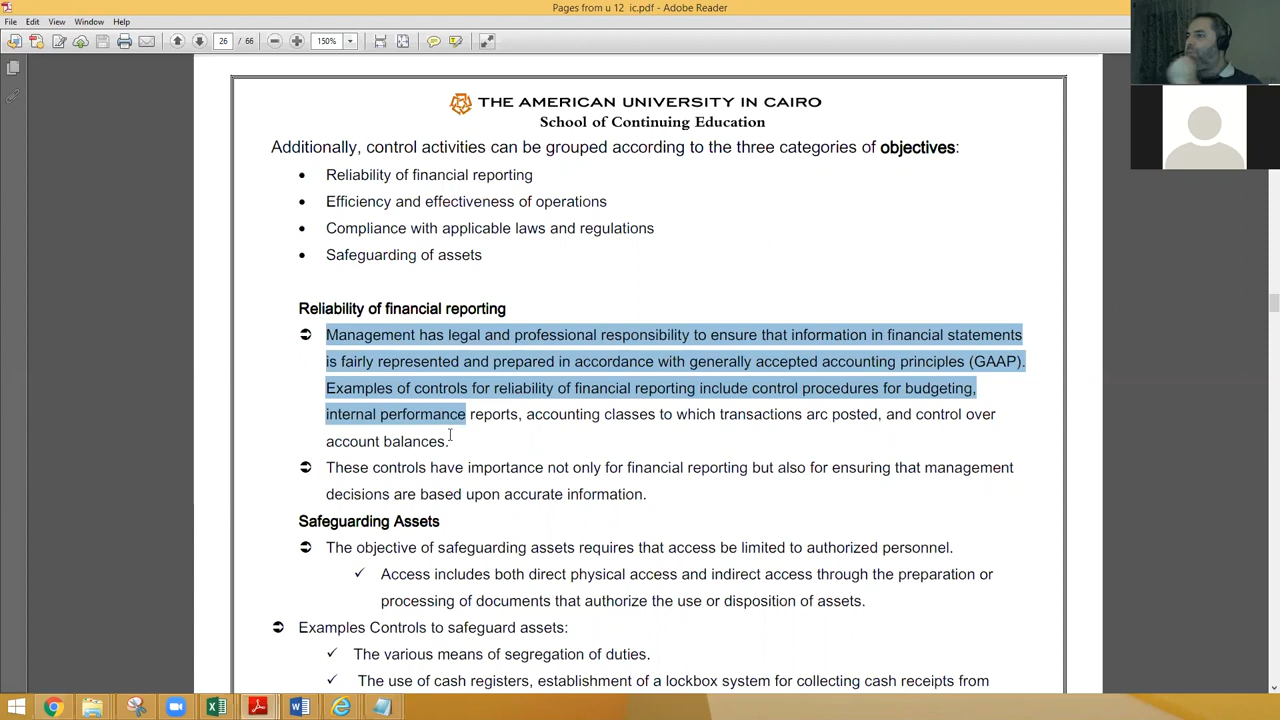 Pages from u 12 ic.pdf - Adobe Reader
File Edit View Window Help
26 / 66 150%
THE AMERICAN UNIVERSITY IN CAIRO
School of Continuing Education
Additionally, control activities can be grouped according to the three categories of objectives:
• Reliability of financial reporting
• Efficiency and effectiveness of operations
• Compliance with applicable laws and regulations
• Safeguarding of assets
Reliability of financial reporting
➲ Management has legal and professional responsibility to ensure that information in financial statements
is fairly represented and prepared in accordance with generally accepted accounting principles (GAAP).
Examples of controls for reliability of financial reporting include control procedures for budgeting,
internal performance reports, accounting classes to which transactions arc posted, and control over
account balances.
➲ These controls have importance not only for financial reporting but also for ensuring that management
decisions are based upon accurate information.
Safeguarding Assets
➲ The objective of safeguarding assets requires that access be limited to authorized personnel.
✓ Access includes both direct physical access and indirect access through the preparation or
processing of documents that authorize the use or disposition of assets.
➲ Examples Controls to safeguard assets:
✓ The various means of segregation of duties.
✓ The use of cash registers, establishment of a lockbox system for collecting cash receipts from